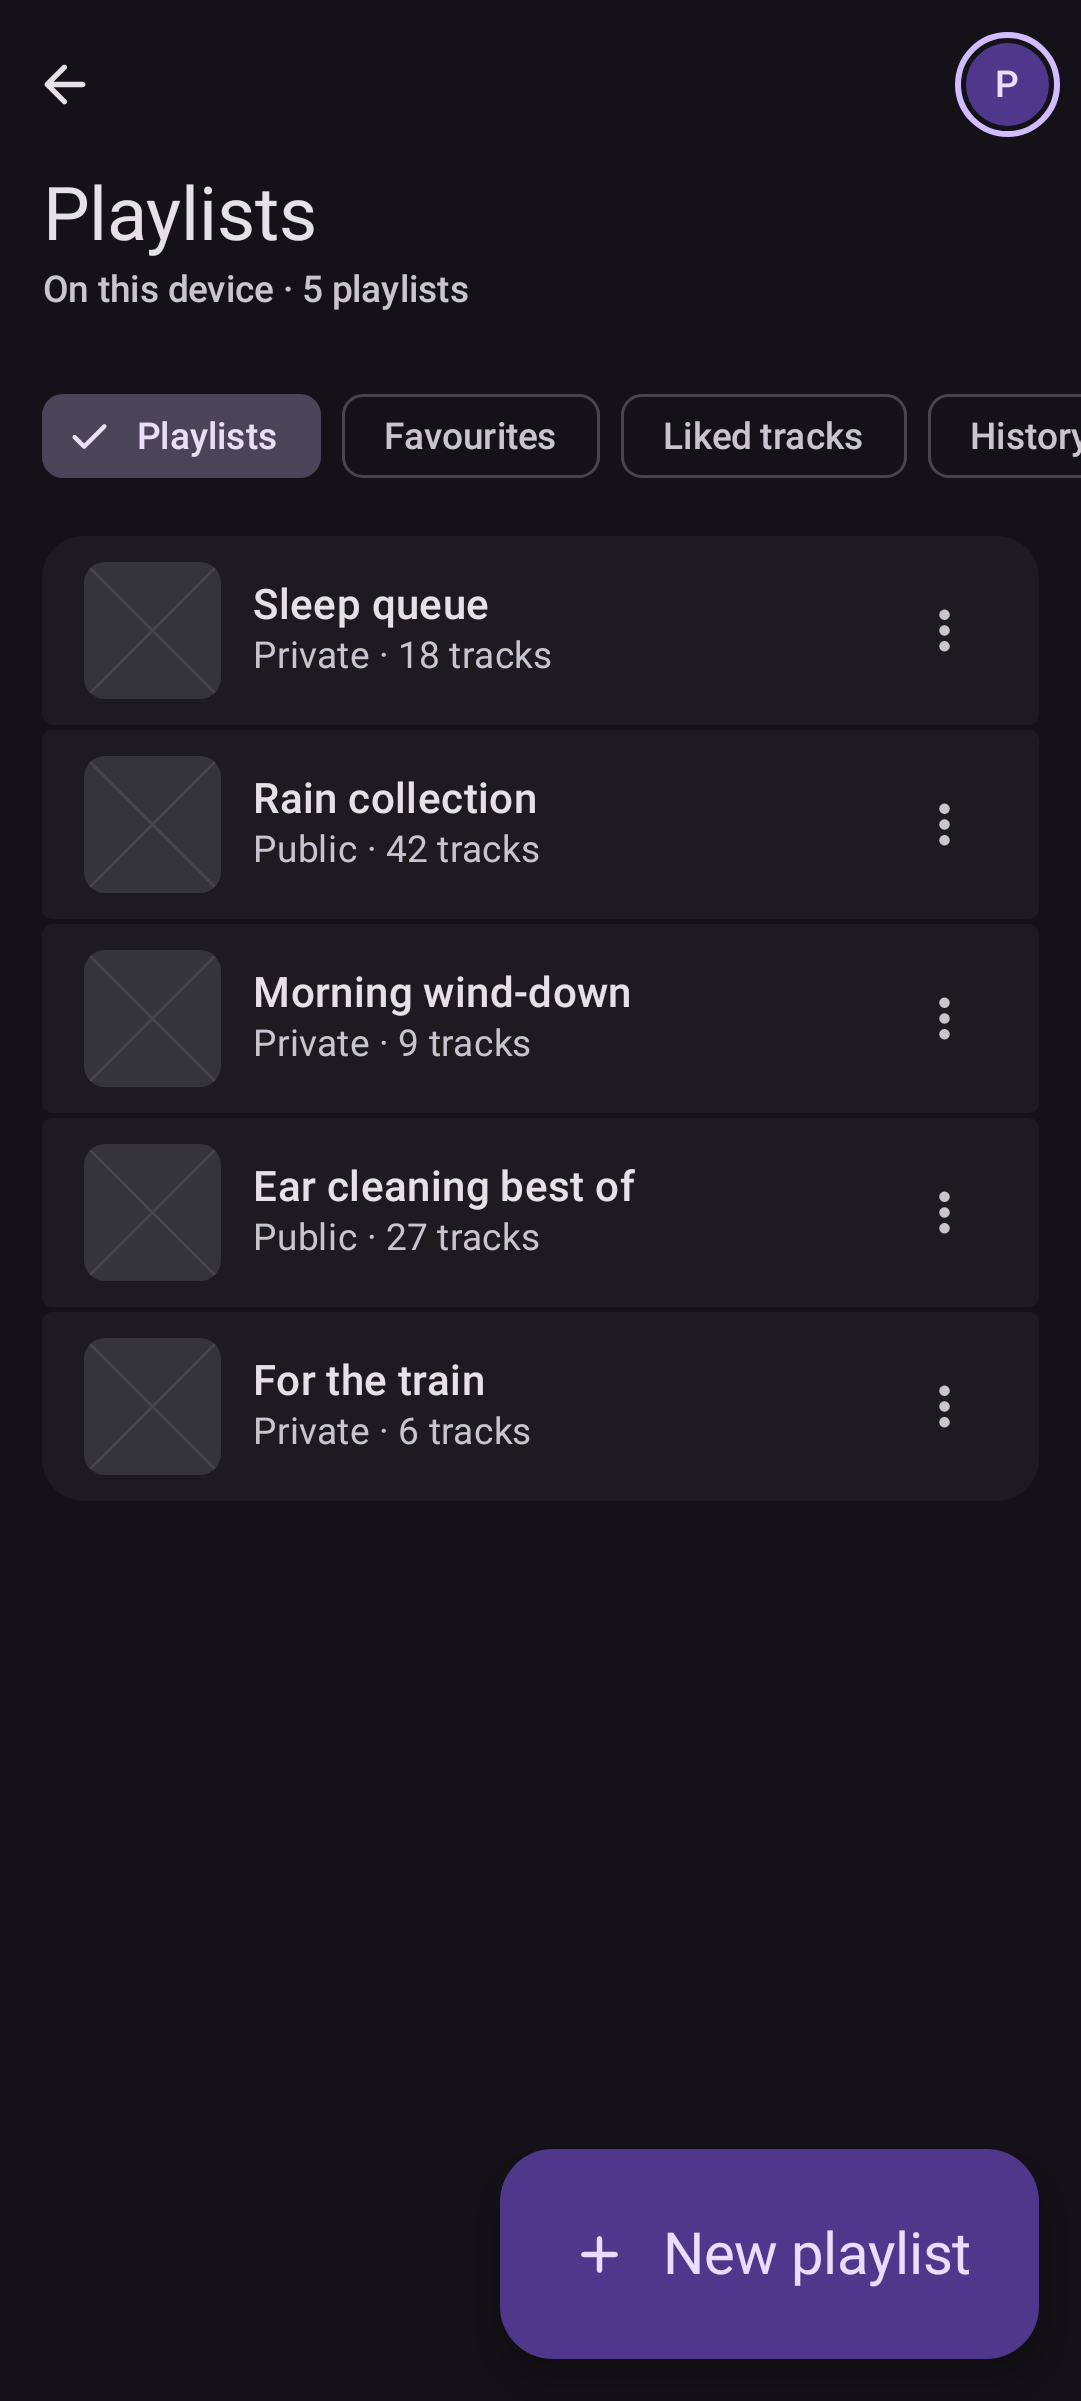 P
Playlists
On this device · 5 playlists
Playlists
Favourites
Liked tracks
History
Sleep queue
Private · 18 tracks
Rain collection
Public · 42 tracks
Morning wind-down
Private · 9 tracks
Ear cleaning best of
Public · 27 tracks
For the train
Private · 6 tracks
New playlist